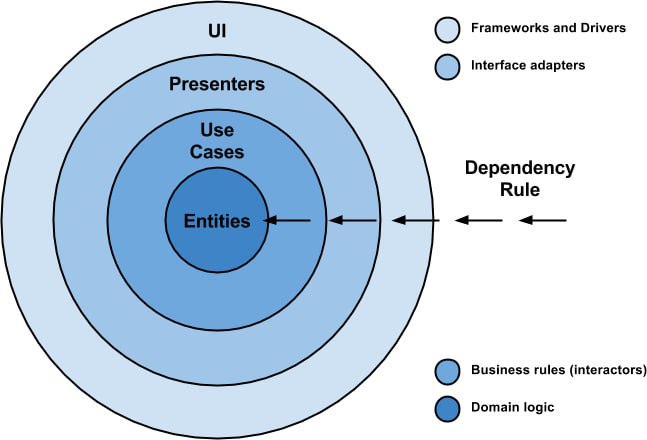 UI
Presenters
Use
Cases
Entities
Frameworks and Drivers
Interface adapters
Dependency
Rule
Business rules (interactors)
Domain logic